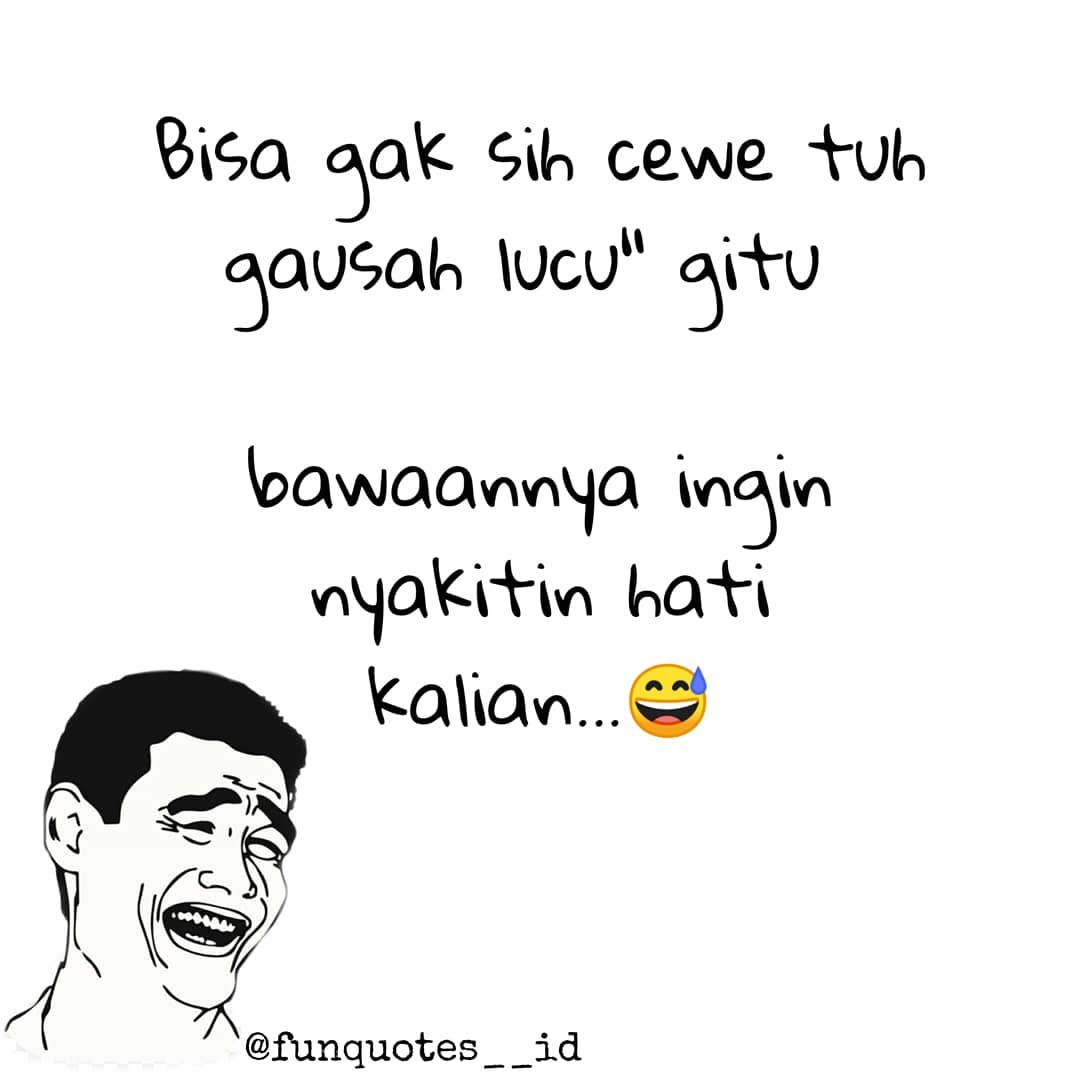 Bisa gak sih cewe tuh
gausah lucu" gitu
bawaannya ingin
nyakitin hati
kalian...😅
@funquotes__id